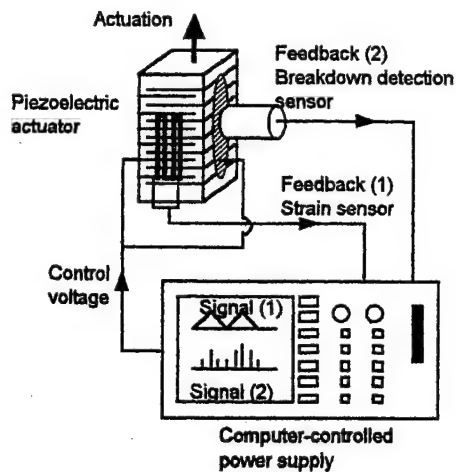 Actuation
Feedback (2)
Breakdown detection
sensor
Piezoelectric
actuator
Feedback (1)
Strain sensor
Control
voltage
Signal (1)
Signal (2)
Computer-controlled
power supply